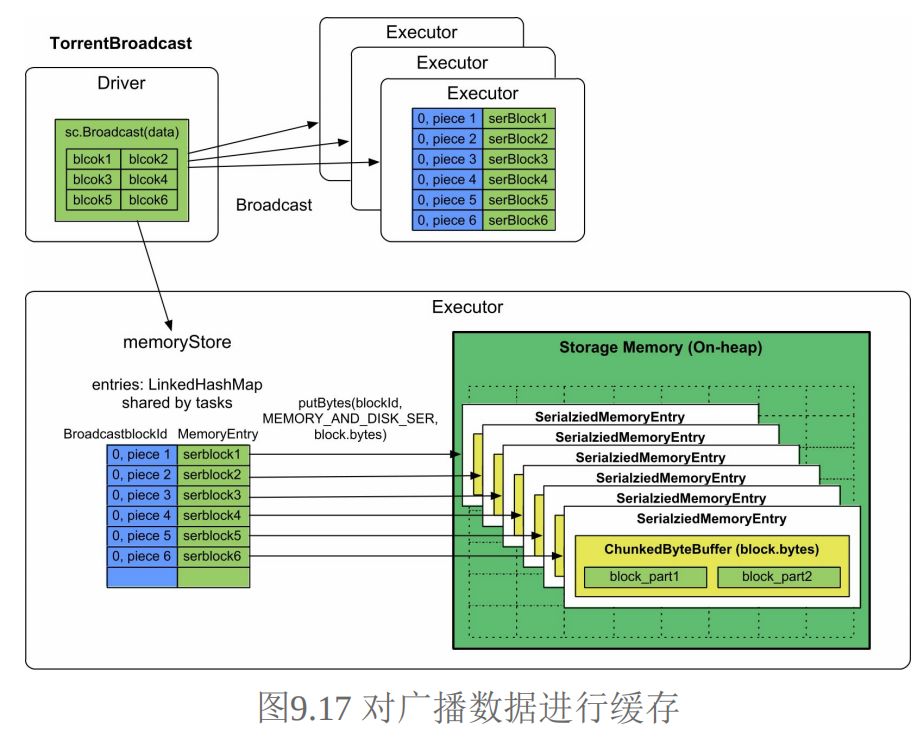 TorrentBroadcast
Driver
sc.Broadcast(data)
blcok1 blcok2
blcok3 blcok4
blcok5 blcok6
Broadcast
Executor
Executor
Executor
0, piece 1 serBlock1
0, piece 2 serBlock2
0, piece 3 serBlock3
0, piece 4 serBlock4
0, piece 5 serBlock5
0, piece 6 serBlock6
Executor
memoryStore
entries: LinkedHashMap
shared by tasks
BroadcastblockId MemoryEntry
0, piece 1 serblock1
0, piece 2 serblock2
0, piece 3 serblock3
0, piece 4 serblock4
0, piece 5 serblock5
0, piece 6 serblock6
putBytes(blockId,
MEMORY_AND_DISK_SER,
block.bytes)
Storage Memory (On-heap)
SerialziedMemoryEntry
SerialziedMemoryEntry
SerialziedMemoryEntry
SerialziedMemoryEntry
SerialziedMemoryEntry
SerialziedMemoryEntry
ChunkedByteBuffer (block.bytes)
block_part1 block_part2
图9.17 对广播数据进行缓存